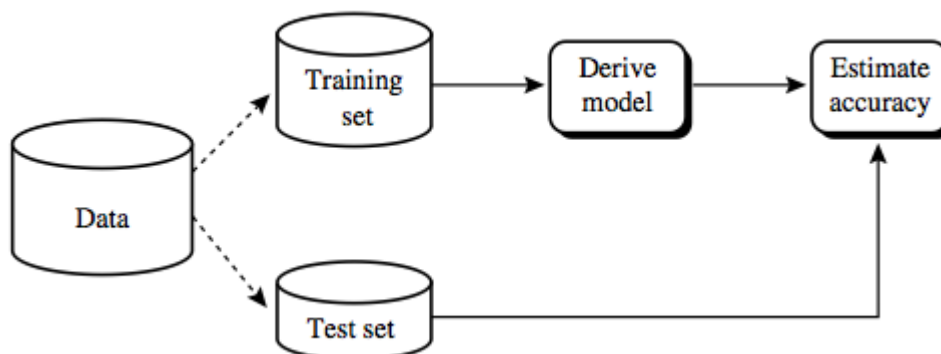 Training
set
Derive
model
Estimate
accuracy
Data
Test set